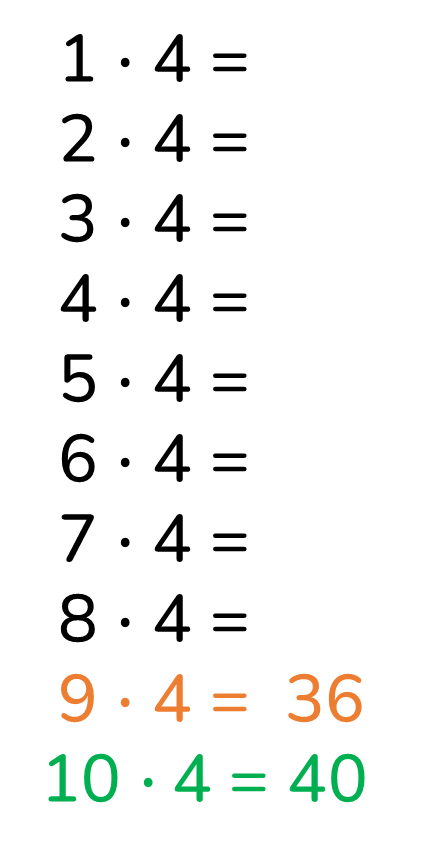 1 · 4 =
2 · 4 =
3 · 4 =
4 · 4 =
5 · 4 =
6 · 4 =
7 · 4 =
8 · 4 =
9 · 4 = 36
10 · 4 = 40